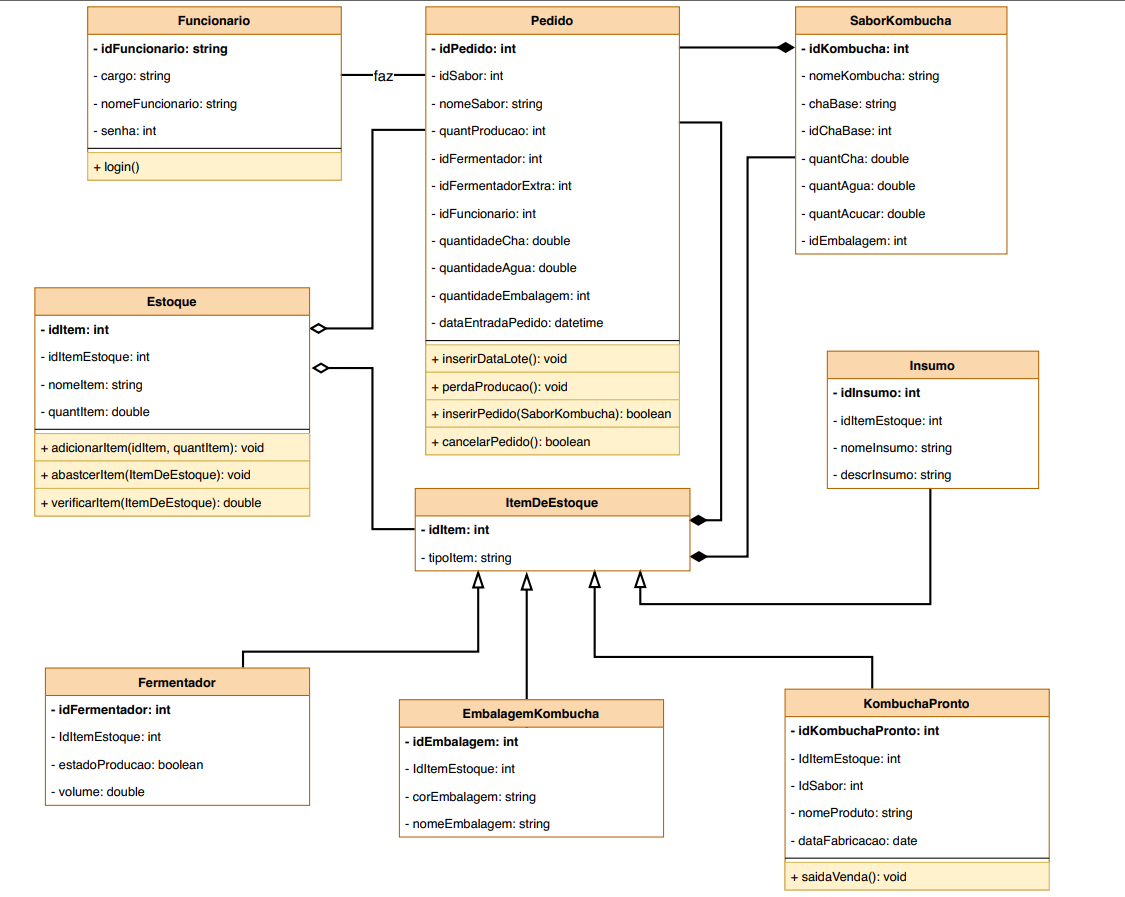 Funcionario
- idFuncionario: string
- cargo: string
- nomeFuncionario: string
- senha: int
+ login()
faz
Pedido
- idPedido: int
- idSabor: int
- nomeSabor: string
- quantProducao: int
- idFermentador: int
- idFermentadorExtra: int
- idFuncionario: int
- quantidadeCha: double
- quantidadeAgua: double
- quantidadeEmbalagem: int
- dataEntradaPedido: datetime
+ inserirDataLote(): void
+ perdaProducao(): void
+ inserirPedido(SaborKombucha): boolean
+ cancelarPedido(): boolean
SaborKombucha
- idKombucha: int
- nomeKombucha: string
- chaBase: string
- idChaBase: int
- quantCha: double
- quantAgua: double
- quantAcucar: double
- idEmbalagem: int
Estoque
- idItem: int
- idItemEstoque: int
- nomeItem: string
- quantItem: double
+ adicionarItem(idItem, quantItem): void
+ abastcerItem(ItemDeEstoque): void
+ verificarItem(ItemDeEstoque): double
Insumo
- idInsumo: int
- idItemEstoque: int
- nomeInsumo: string
- descrInsumo: string
ItemDeEstoque
- idItem: int
- tipoItem: string
Fermentador
- idFermentador: int
- IdItemEstoque: int
- estadoProducao: boolean
- volume: double
EmbalagemKombucha
- idEmbalagem: int
- IdItemEstoque: int
- corEmbalagem: string
- nomeEmbalagem: string
KombuchaPronto
- idKombuchaPronto: int
- IdItemEstoque: int
- IdSabor: int
- nomeProduto: string
- dataFabricacao: date
+ saidaVenda(): void